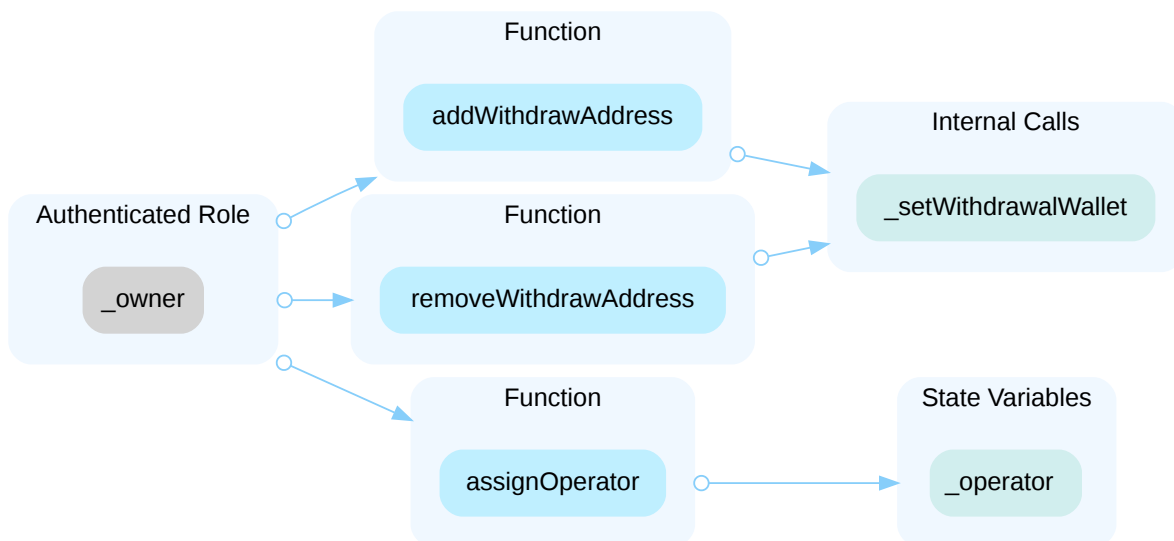 Function
addWithdrawAddress
Internal Calls
_setWithdrawalWallet
Authenticated Role
_owner
Function
removeWithdrawAddress
Function
assignOperator
State Variables
_operator